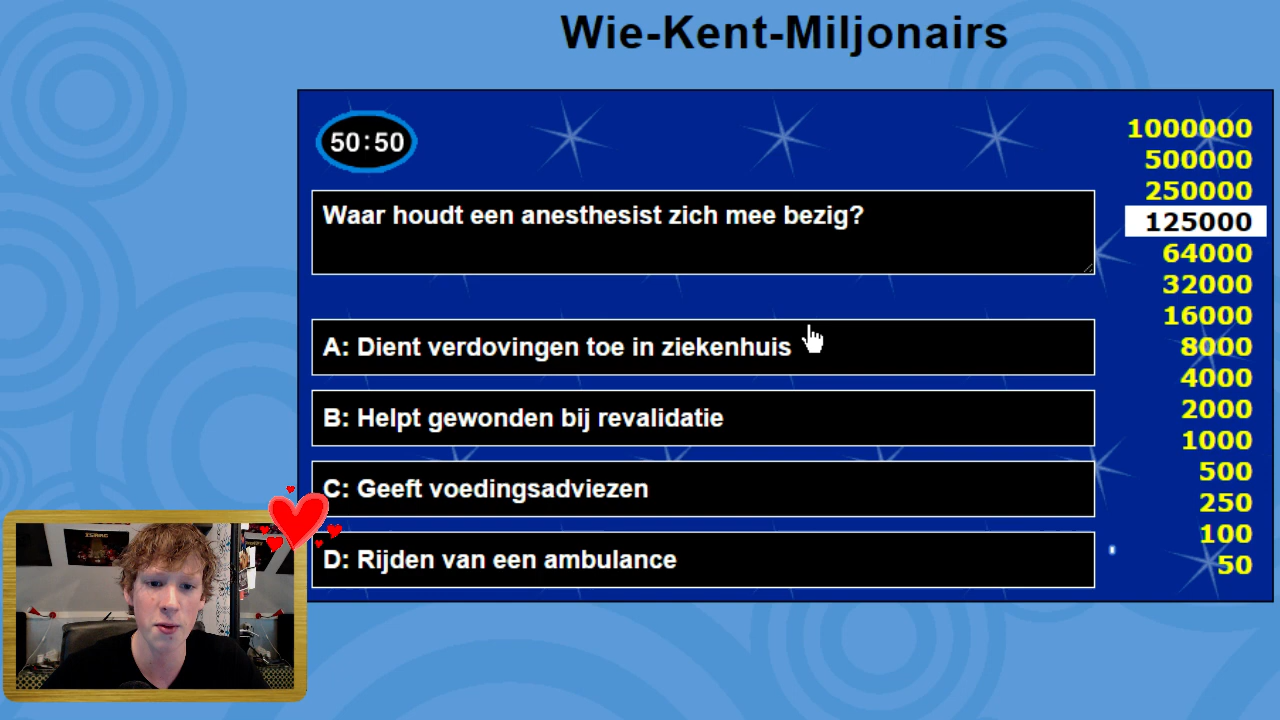 Wie-Kent-Miljonairs
50:50
Waar houdt een anesthesist zich mee bezig?
A: Dient verdovingen toe in ziekenhuis
B: Helpt gewonden bij revalidatie
C: Geeft voedingsadviezen
D: Rijden van een ambulance
1000000
500000
250000
125000
64000
32000
16000
8000
4000
2000
1000
500
250
100
50